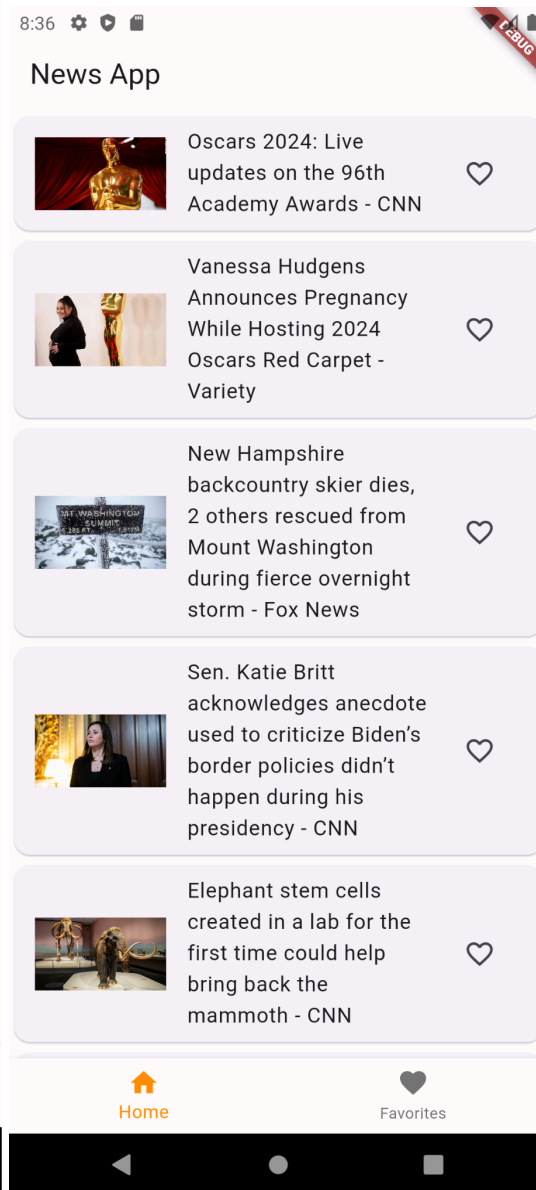 8:36
DEBUG
News App
Oscars 2024: Live
updates on the 96th
Academy Awards - CNN
Vanessa Hudgens
Announces Pregnancy
While Hosting 2024
Oscars Red Carpet -
Variety
New Hampshire
backcountry skier dies,
2 others rescued from
Mount Washington
during fierce overnight
storm - Fox News
MT WASHINGTON
SUMMIT
Sen. Katie Britt
acknowledges anecdote
used to criticize Biden’s
border policies didn’t
happen during his
presidency - CNN
Elephant stem cells
created in a lab for the
first time could help
bring back the
mammoth - CNN
Home
Favorites